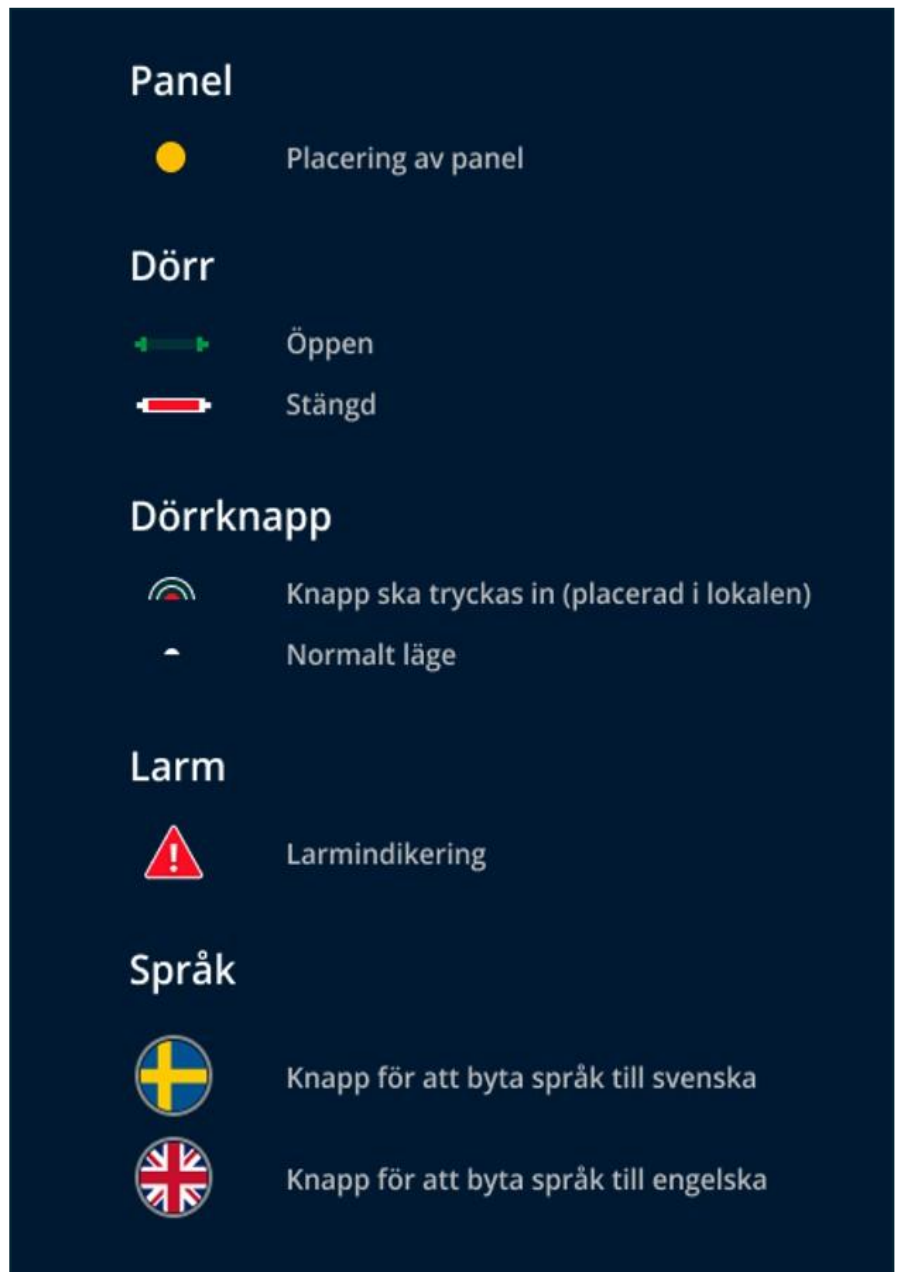 Panel
Placering av panel
Dörr
Öppen
Stängd
Dörrknapp
Knapp ska tryckas in (placerad i lokalen)
Normalt läge
Larm
Larmindikering
Språk
Knapp för att byta språk till svenska
Knapp för att byta språk till engelska